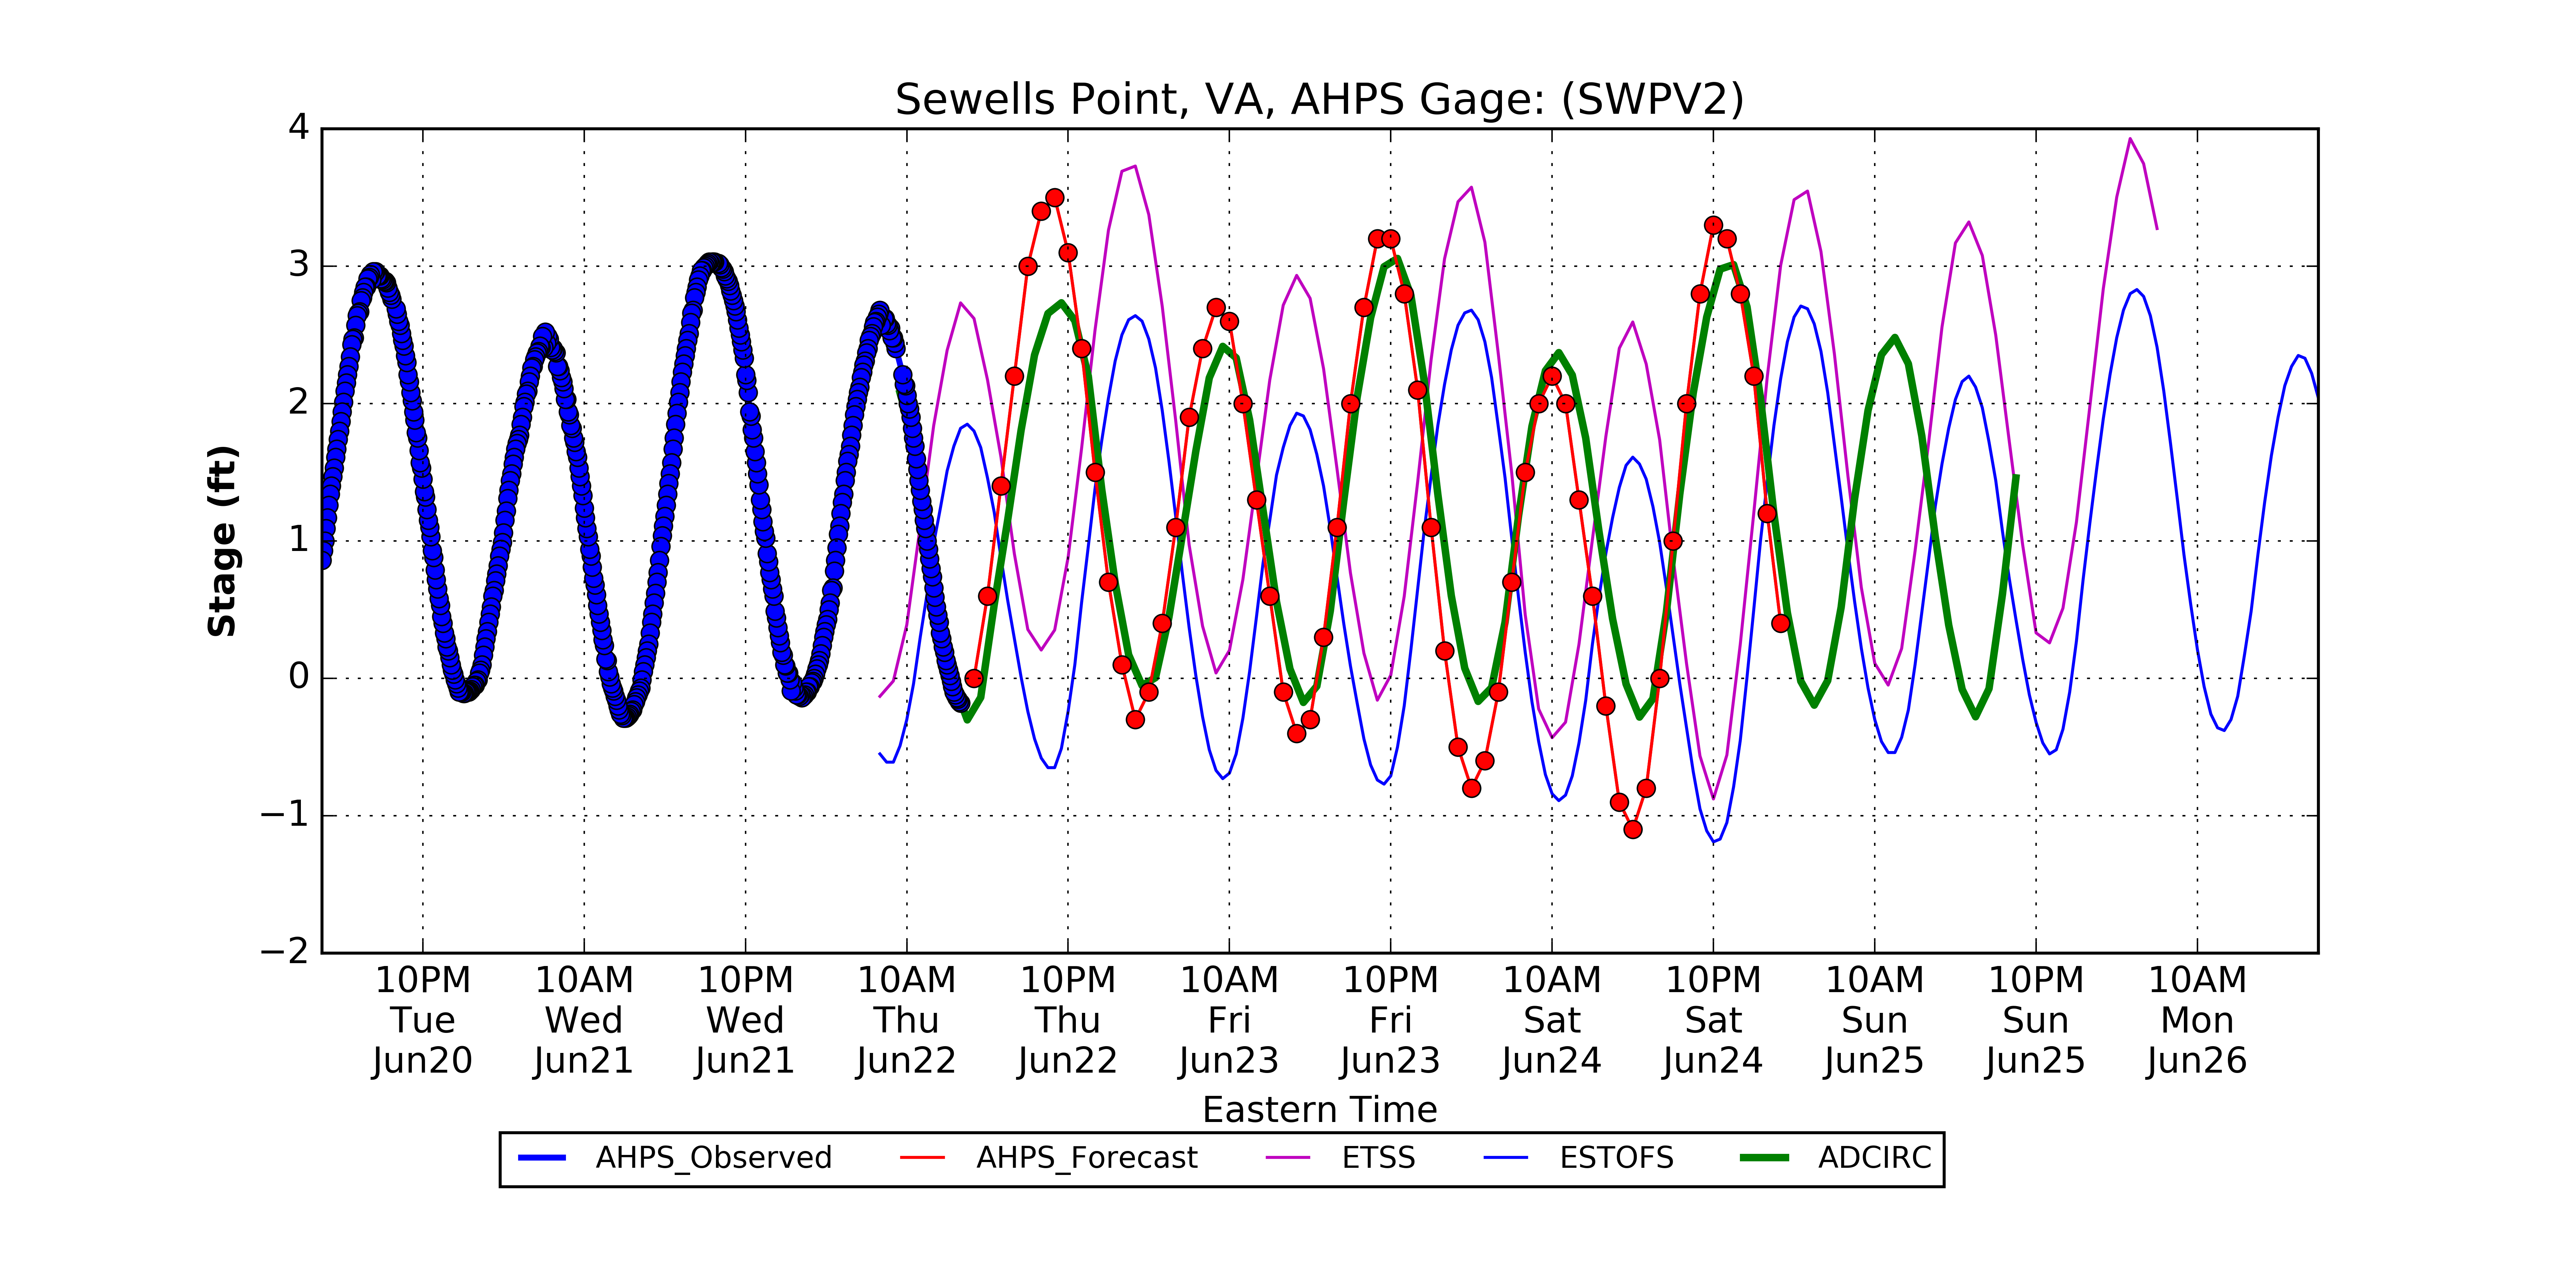 Sewells Point, VA, AHPS Gage: (SWPV2)
4
3
2
1
0
−1
−2
Stage (ft)
10PM 10AM 10PM 10AM 10PM 10AM 10PM 10AM 10PM 10AM 10PM 10AM
Tue Wed Wed Thu Thu Fri Fri Sat Sat Sun Sun Mon
Jun20 Jun21 Jun21 Jun22 Jun22 Jun23 Jun23 Jun24 Jun24 Jun25 Jun25 Jun26
Eastern Time
AHPS_Observed AHPS_Forecast ETSS ESTOFS ADCIRC